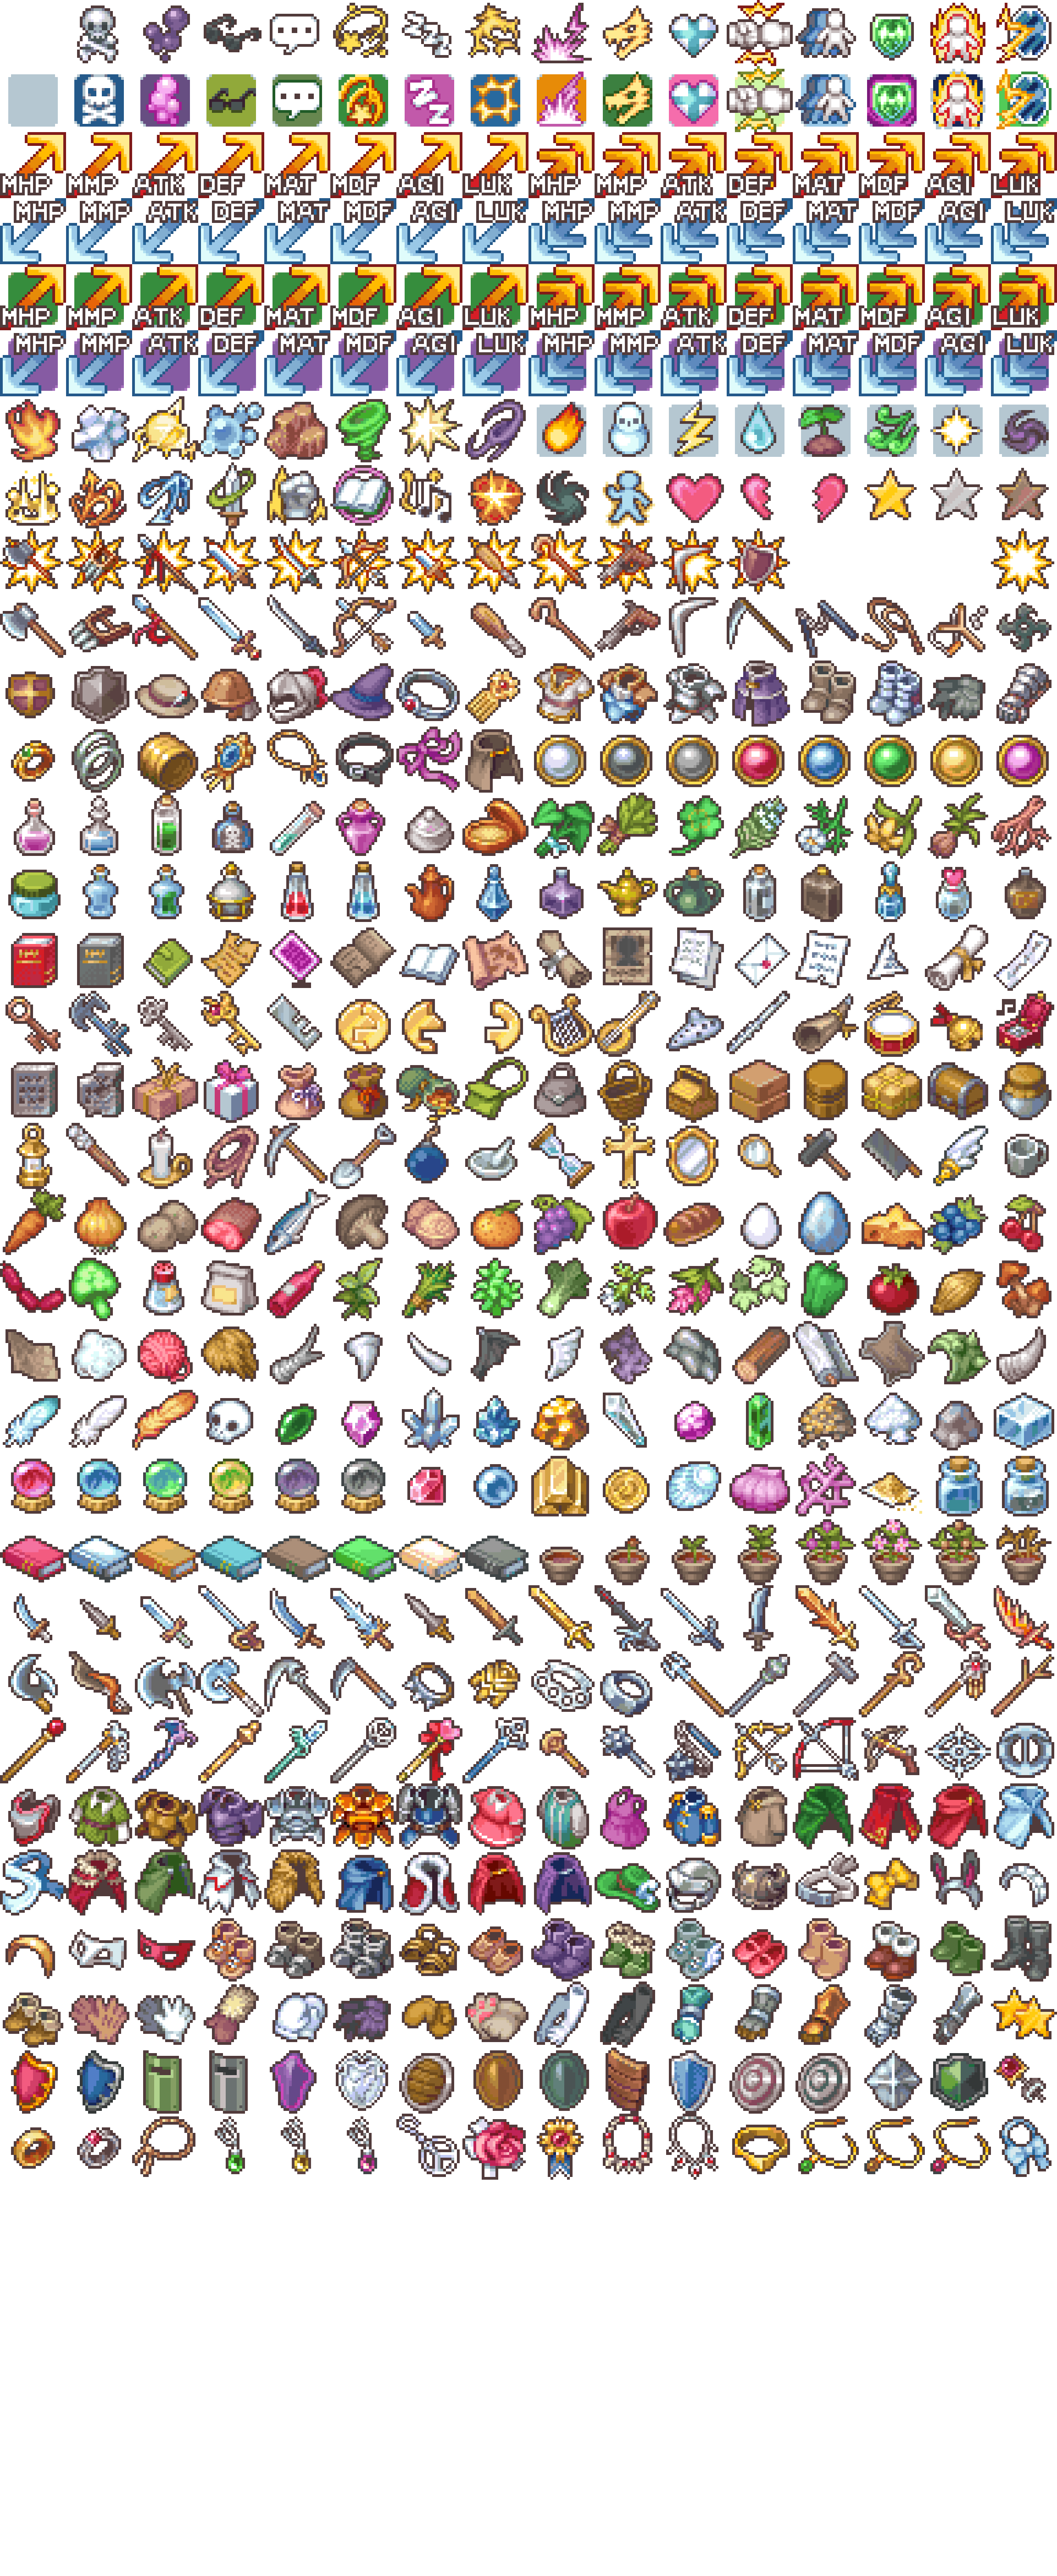 ...
zzz
... zz
MHP MMP ATK DEF MAT MDF AGI LUK MHP MMP ATK DEF MAT MDF AGI LUK
MHP MMP ATK DEF MAT MDF AGI LUK MHP MMP ATK DEF MAT MDF AGI LUK
MHP MMP ATK DEF MAT MDF AGI LUK MHP MMP ATK DEF MAT MDF AGI LUK
MHP MMP ATK DEF MAT MDF AGI LUK MHP MMP ATK DEF MAT MDF AGI LUK